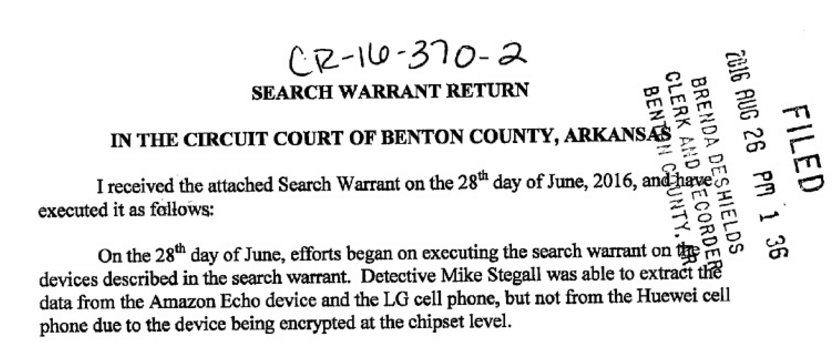 CR-16-370-2
SEARCH WARRANT RETURN
IN THE CIRCUIT COURT OF BENTON COUNTY, ARKANSAS
I received the attached Search Warrant on the 28th day of June, 2016, and have
executed it as follows:
On the 28th day of June, efforts began on executing the search warrant on the
devices described in the search warrant. Detective Mike Stegall was able to extract the
data from the Amazon Echo device and the LG cell phone, but not from the Huewei cell
phone due to the device being encrypted at the chipset level.
FILED
2016 AUG 26 PM 1 36
BRENDA DESHIELDS
CLERK AND RECORDER
BENTON COUNTY,